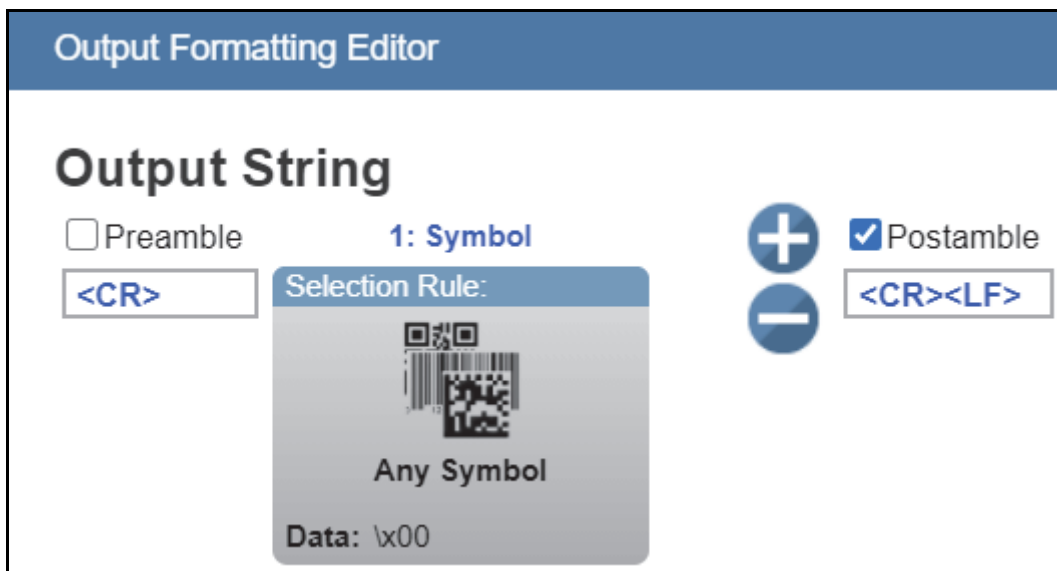 Output Formatting Editor
Output String
Preamble
1: Symbol
Postamble
<CR>
Selection Rule:
<CR><LF>
Any Symbol
Data: \x00